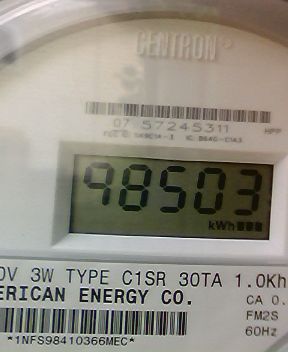 CENTRON®
07 57245311 HPP
98503
kWh
0V 3W TYPE C1SR 30TA 1.0Kh
ERICAN ENERGY CO. CA 0.
FM2S
*1NFS98410366MEC* 60Hz